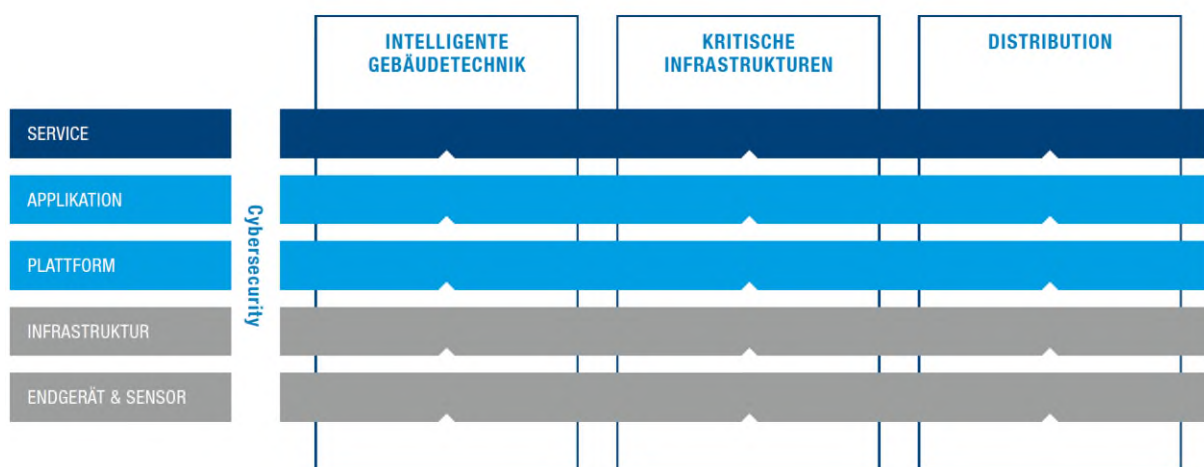 INTELLIGENTE
GEBÄUDETECHNIK
KRITISCHE
INFRASTRUKTUREN
DISTRIBUTION
SERVICE
APPLIKATION
PLATTFORM
INFRASTRUKTUR
ENDGERÄT & SENSOR
Cybersecurity